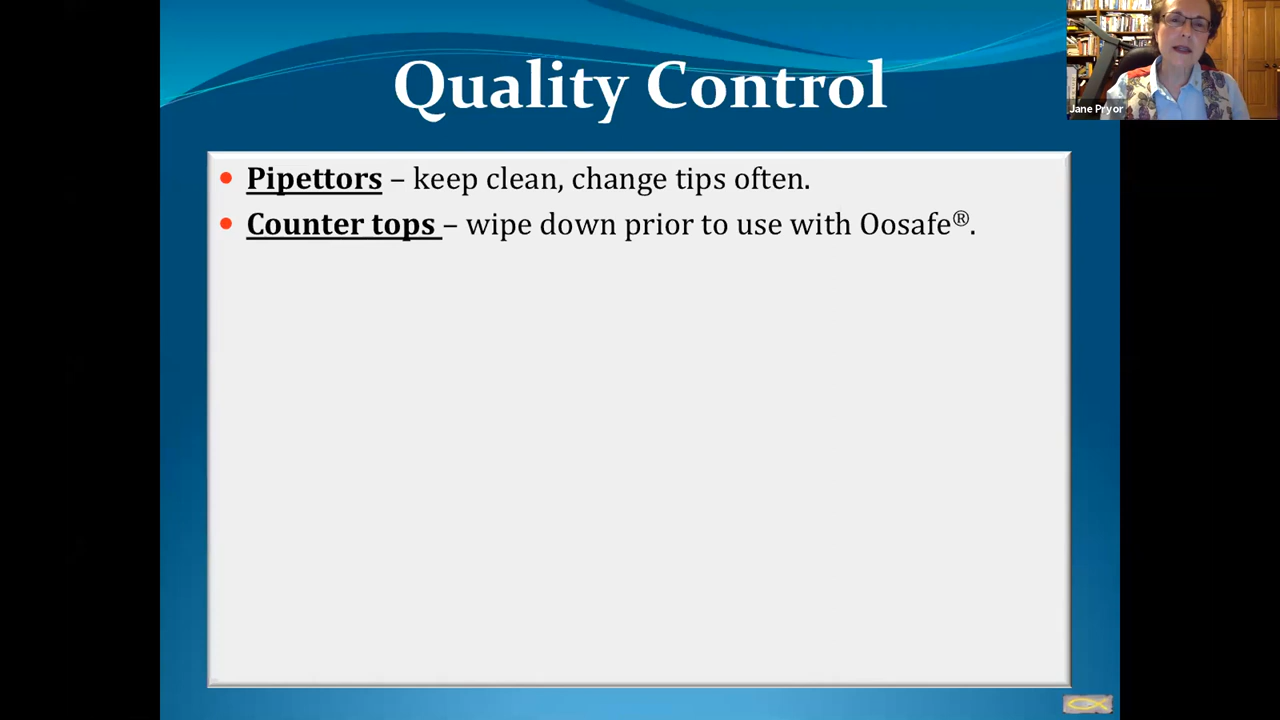 Quality Control
Jane Pryor
• Pipettors – keep clean, change tips often.
• Counter tops – wipe down prior to use with Oosafe®.